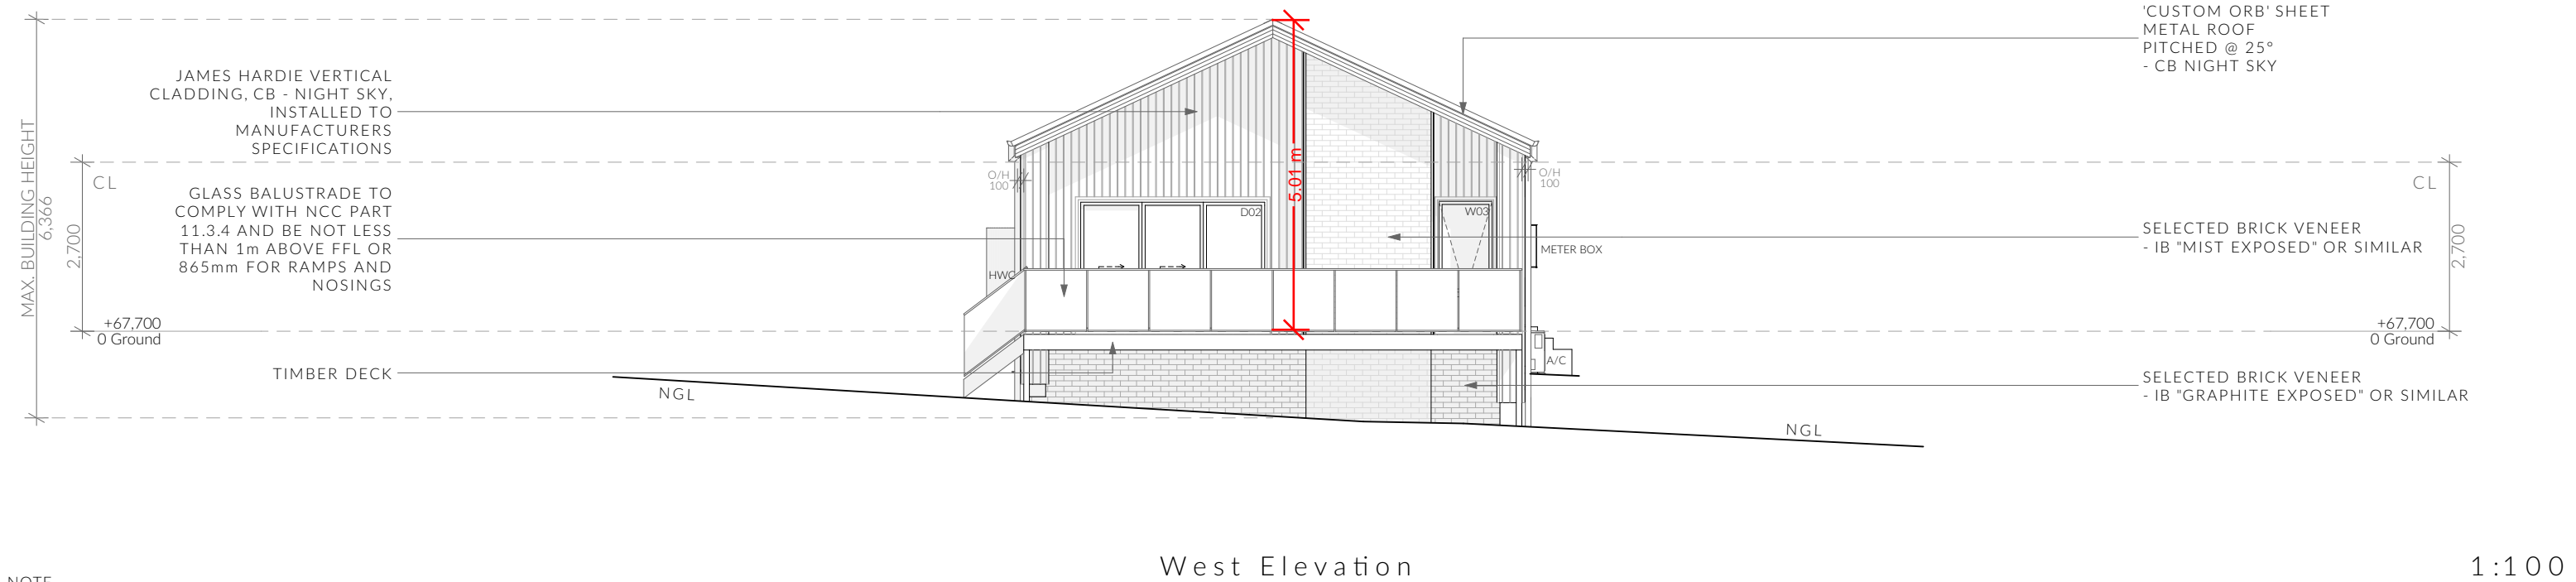 'CUSTOM ORB' SHEET
METAL ROOF
PITCHED @ 25°
- CB NIGHT SKY
JAMES HARDIE VERTICAL
CLADDING, CB - NIGHT SKY,
INSTALLED TO
MANUFACTURERS
SPECIFICATIONS
MAX. BUILDING HEIGHT
6,366
2,700
CL
GLASS BALUSTRADE TO
COMPLY WITH NCC PART
11.3.4 AND BE NOT LESS
THAN 1m ABOVE FFL OR
865mm FOR RAMPS AND
NOSINGS
O/H
100
5.01 m
D02
W03
O/H
100
CL
2,700
SELECTED BRICK VENEER
- IB "MIST EXPOSED" OR SIMILAR
METER BOX
HWC
+67,700
0 Ground
+67,700
0 Ground
A/C
TIMBER DECK
NGL
SELECTED BRICK VENEER
- IB "GRAPHITE EXPOSED" OR SIMILAR
NGL
West Elevation
1:100
NOTE